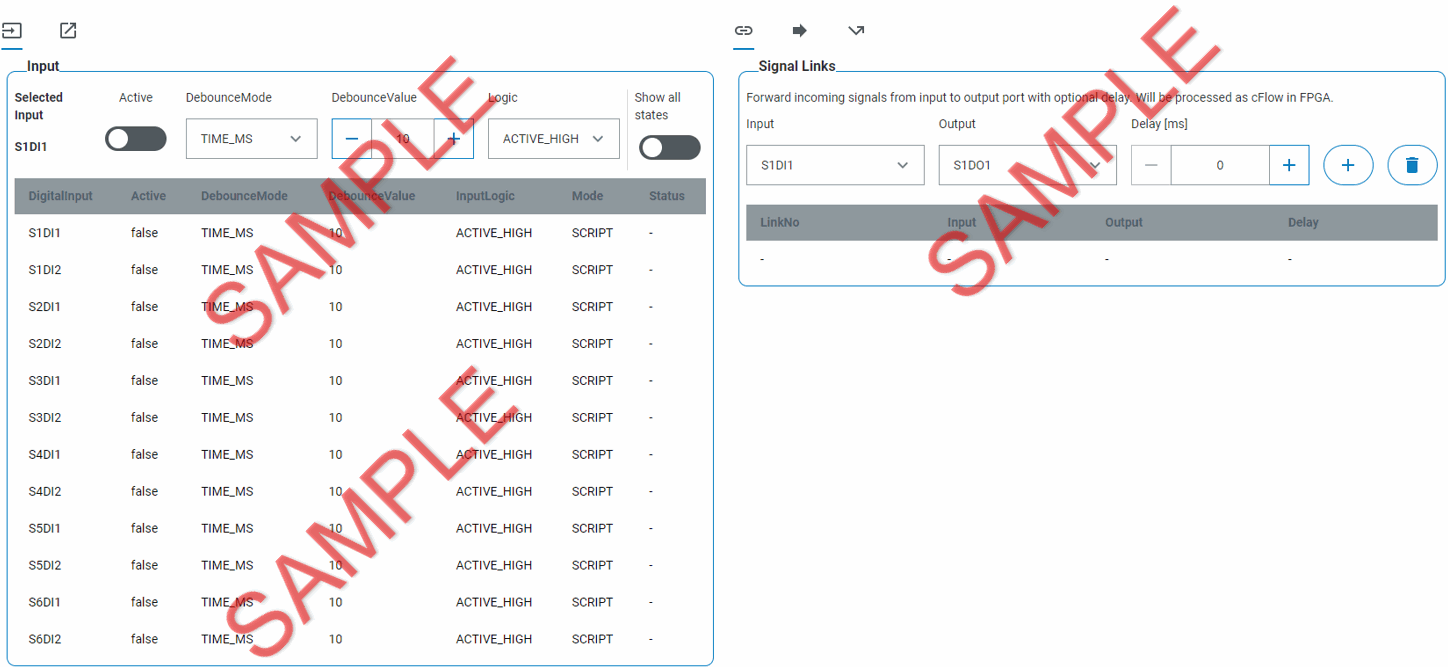 Input
Selected Input Active DebounceMode DebounceValue Logic Show all states
S1DI1 TIME_MS 10 ACTIVE_HIGH
DigitalInput Active DebounceMode DebounceValue InputLogic Mode Status
S1DI1 false TIME_MS 10 ACTIVE_HIGH SCRIPT -
S1DI2 false TIME_MS 10 ACTIVE_HIGH SCRIPT -
S2DI1 false TIME_MS 10 ACTIVE_HIGH SCRIPT -
S2DI2 false TIME_MS 10 ACTIVE_HIGH SCRIPT -
S3DI1 false TIME_MS 10 ACTIVE_HIGH SCRIPT -
S3DI2 false TIME_MS 10 ACTIVE_HIGH SCRIPT -
S4DI1 false TIME_MS 10 ACTIVE_HIGH SCRIPT -
S4DI2 false TIME_MS 10 ACTIVE_HIGH SCRIPT -
S5DI1 false TIME_MS 10 ACTIVE_HIGH SCRIPT -
S5DI2 false TIME_MS 10 ACTIVE_HIGH SCRIPT -
S6DI1 false TIME_MS 10 ACTIVE_HIGH SCRIPT -
S6DI2 false TIME_MS 10 ACTIVE_HIGH SCRIPT -
SAMPLE
SAMPLE
Signal Links
Forward incoming signals from input to output port with optional delay. Will be processed as cFlow in FPGA.
Input Output Delay [ms]
S1DI1 S1DO1 0
LinkNo Input Output Delay
- - - -
SAMPLE